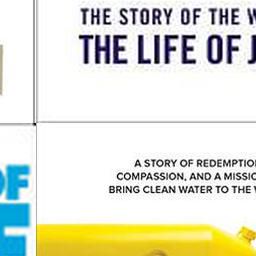 THE STORY OF THE
THE LIFE OF
A STORY OF REDEMPTION
COMPASSION, AND A MISSIO
BRING CLEAN WATER TO THE
OF